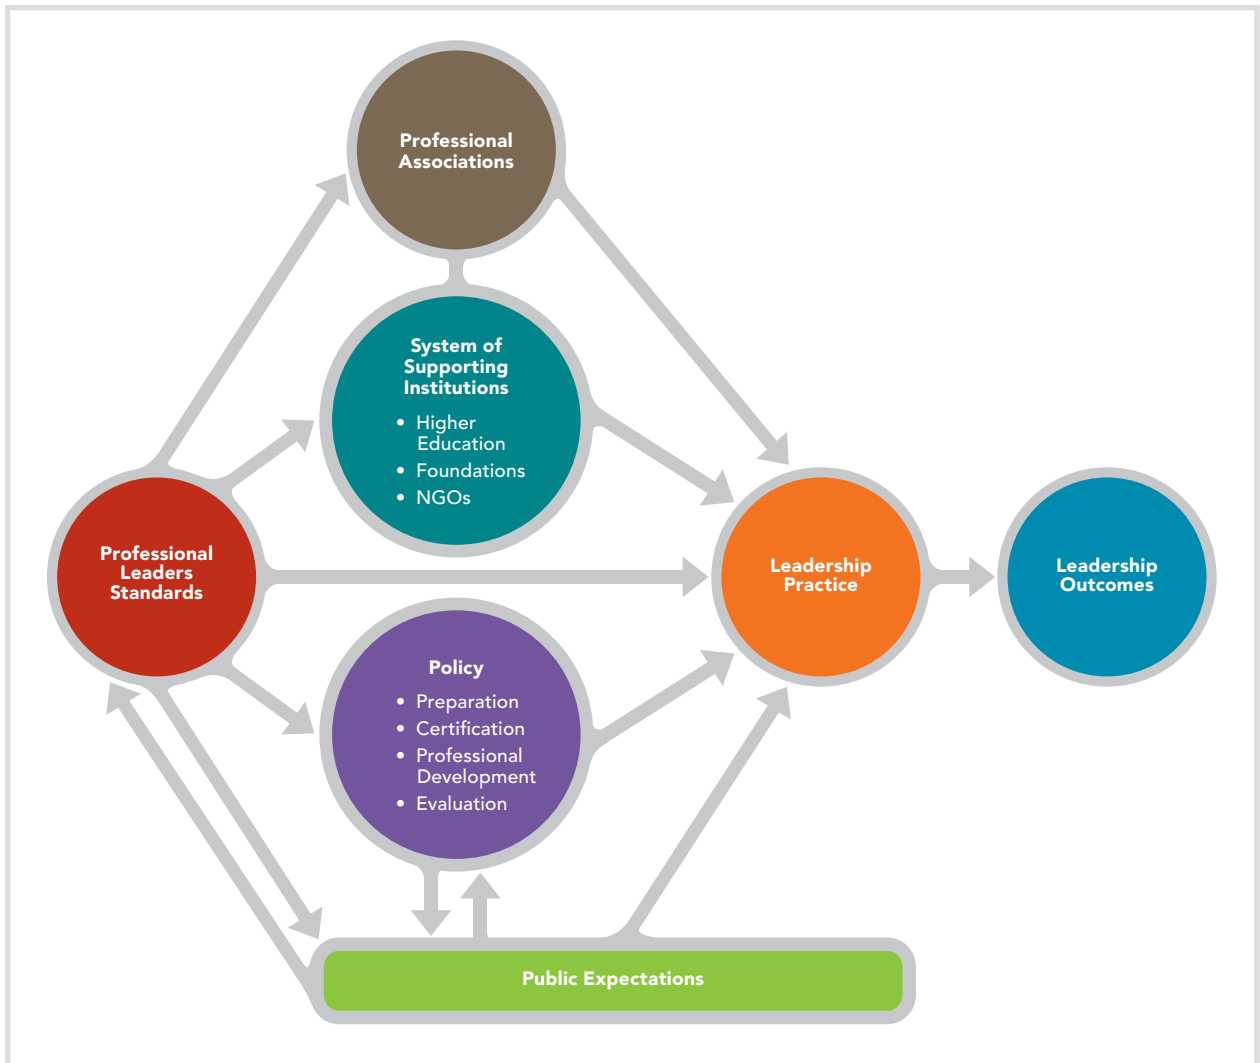 Professional
Associations
System of
Supporting
Institutions
• Higher
Education
• Foundations
• NGOs
Professional
Leaders
Standards
Leadership
Practice
Leadership
Outcomes
Policy
• Preparation
• Certification
• Professional
Development
• Evaluation
Public Expectations